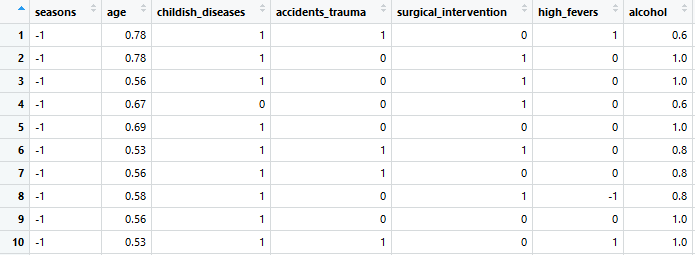 seasons age childish_diseases accidents_trauma surgical_intervention high_fevers alcohol
1 -1 0.78 1 1 0 1 0.6
2 -1 0.78 1 0 1 0 1.0
3 -1 0.56 1 0 1 0 1.0
4 -1 0.67 0 0 1 0 0.6
5 -1 0.69 1 0 0 0 1.0
6 -1 0.53 1 1 1 0 0.8
7 -1 0.56 1 1 0 0 0.8
8 -1 0.58 1 0 1 -1 0.8
9 -1 0.56 1 0 0 0 1.0
10 -1 0.53 1 1 0 1 1.0